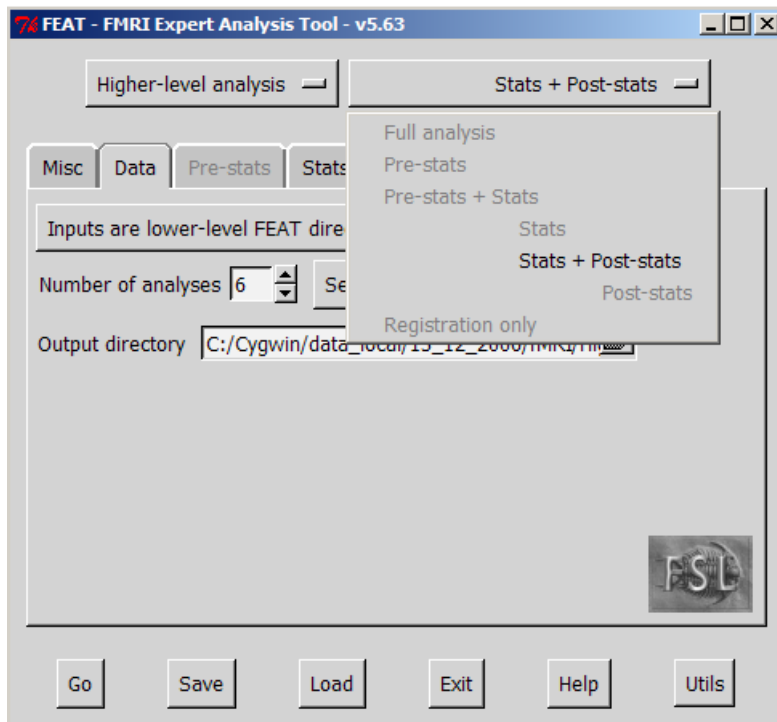 FEAT - FMRI Expert Analysis Tool - v5.63
Higher-level analysis
Stats + Post-stats
Full analysis
Pre-stats
Pre-stats + Stats
Stats
Stats + Post-stats
Post-stats
Registration only
Misc
Data
Pre-stats
Stats
Inputs are lower-level FEAT dire
Number of analyses 6
Se
Output directory
FSL
Go
Save
Load
Exit
Help
Utils